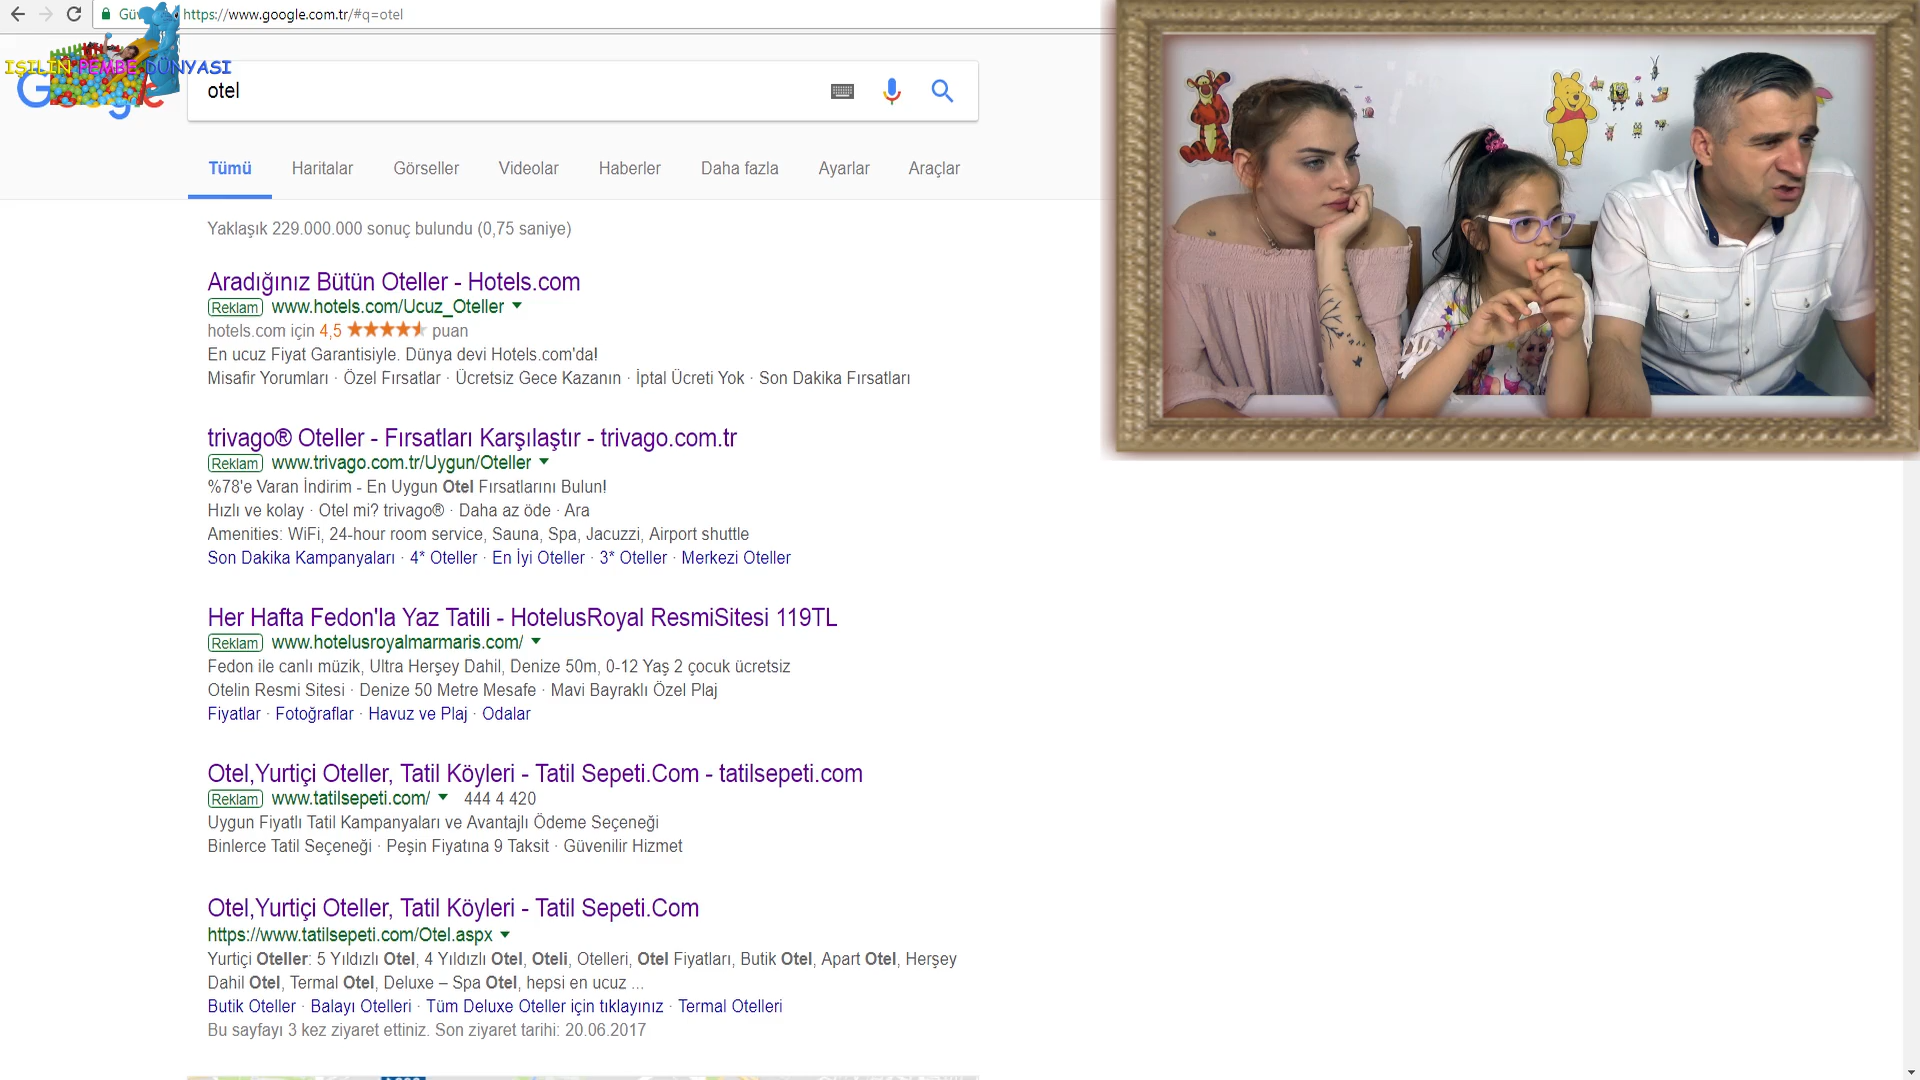 Güv
https://www.google.com.tr/#q=otel
IŞILIN PEMBE DÜNYASI
Google
otel
Tümü Haritalar Görseller Videolar Haberler Daha fazla Ayarlar Araçlar
Yaklaşık 229.000.000 sonuç bulundu (0,75 saniye)
Aradığınız Bütün Oteller - Hotels.com
Reklam www.hotels.com/Ucuz_Oteller
hotels.com için 4,5 puan
En ucuz Fiyat Garantisiyle. Dünya devi Hotels.com'da!
Misafir Yorumları · Özel Fırsatlar · Ücretsiz Gece Kazanın · İptal Ücreti Yok · Son Dakika Fırsatları
trivago® Oteller - Fırsatları Karşılaştır - trivago.com.tr
Reklam www.trivago.com.tr/Uygun/Oteller
%78'e Varan İndirim - En Uygun Otel Fırsatlarını Bulun!
Hızlı ve kolay · Otel mi? trivago® · Daha az öde · Ara
Amenities: WiFi, 24-hour room service, Sauna, Spa, Jacuzzi, Airport shuttle
Son Dakika Kampanyaları · 4* Oteller · En İyi Oteller · 3* Oteller · Merkezi Oteller
Her Hafta Fedon'la Yaz Tatili - HotelusRoyal ResmiSitesi 119TL
Reklam www.hotelusroyalmarmaris.com/
Fedon ile canlı müzik, Ultra Herşey Dahil, Denize 50m, 0-12 Yaş 2 çocuk ücretsiz
Otelin Resmi Sitesi · Denize 50 Metre Mesafe · Mavi Bayraklı Özel Plaj
Fiyatlar · Fotoğraflar · Havuz ve Plaj · Odalar
Otel,Yurtiçi Oteller, Tatil Köyleri - Tatil Sepeti.Com - tatilsepeti.com
Reklam www.tatilsepeti.com/ 444 4 420
Uygun Fiyatlı Tatil Kampanyaları ve Avantajlı Ödeme Seçeneği
Binlerce Tatil Seçeneği · Peşin Fiyatına 9 Taksit · Güvenilir Hizmet
Otel,Yurtiçi Oteller, Tatil Köyleri - Tatil Sepeti.Com
https://www.tatilsepeti.com/Otel.aspx
Yurtiçi Oteller: 5 Yıldızlı Otel, 4 Yıldızlı Otel, Oteli, Otelleri, Otel Fiyatları, Butik Otel, Apart Otel, Herşey
Dahil Otel, Termal Otel, Deluxe – Spa Otel, hepsi en ucuz ...
Butik Oteller · Balayı Otelleri · Tüm Deluxe Oteller için tıklayınız · Termal Otelleri
Bu sayfayı 3 kez ziyaret ettiniz. Son ziyaret tarihi: 20.06.2017